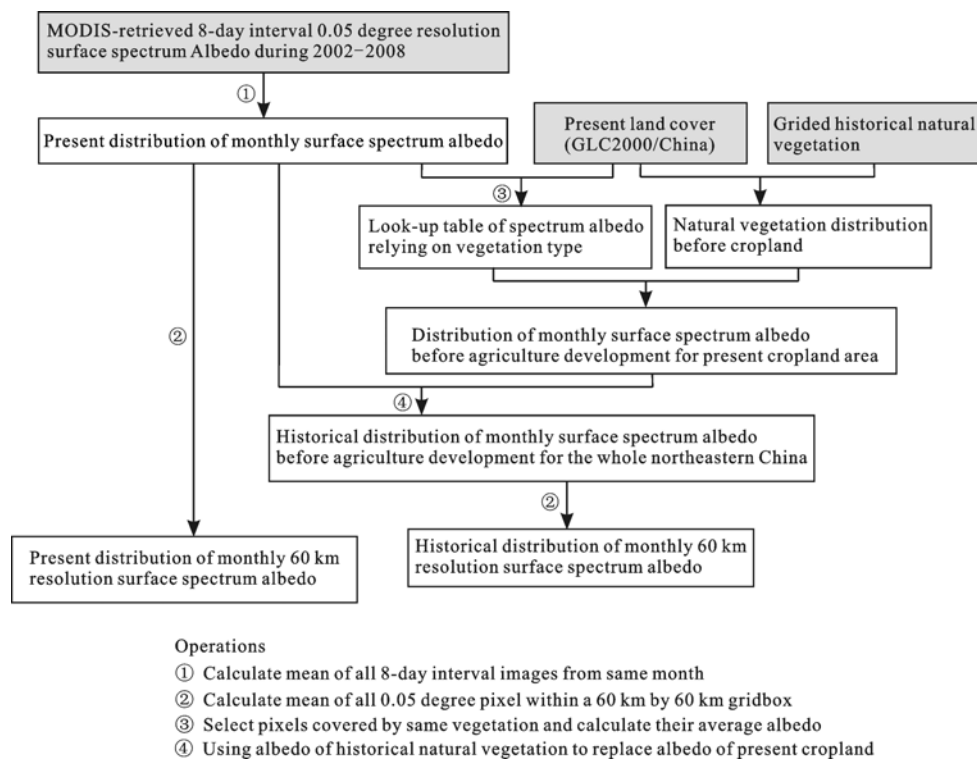 MODIS-retrieved 8-day interval 0.05 degree resolution
surface spectrum Albedo during 2002−2008
①
Present distribution of monthly surface spectrum albedo
Present land cover
(GLC2000/China)
Grided historical natural
vegetation
③
Look-up table of spectrum albedo
relying on vegetation type
Natural vegetation distribution
before cropland
②
Distribution of monthly surface spectrum albedo
before agriculture development for present cropland area
④
Historical distribution of monthly surface spectrum albedo
before agriculture development for the whole northeastern China
②
Present distribution of monthly 60 km
resolution surface spectrum albedo
Historical distribution of monthly 60 km
resolution surface spectrum albedo
Operations
① Calculate mean of all 8-day interval images from same month
② Calculate mean of all 0.05 degree pixel within a 60 km by 60 km gridbox
③ Select pixels covered by same vegetation and calculate their average albedo
④ Using albedo of historical natural vegetation to replace albedo of present cropland